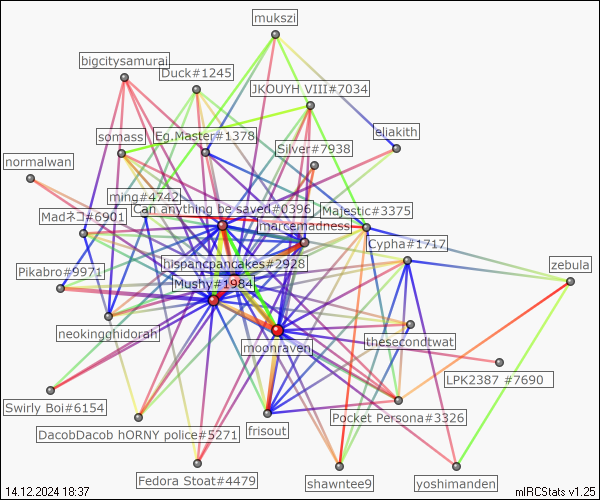 mukszi
bigcitysamurai
Duck#1245
JKOUYH VIII#7034
eliakith
somass
Eg.Master#1378
Silver#7938
normalwan
ming#4742
Can anything be saved#0396
Majestic#3375
Madネコ#6901
marcemadness
Cypha#1717
hispancpancakes#2928
Pikabro#9971
Mushy#1984
zebula
neokingghidorah
moonraven
thesecondtwat
LPK2387 #7690
Swirly Boi#6154
DacobDacob hORNY police#5271
frisout
Pocket Persona#3326
Fedora Stoat#4479
shawntee9
yoshimanden
14.12.2024 18:37
mIRCStats v1.25